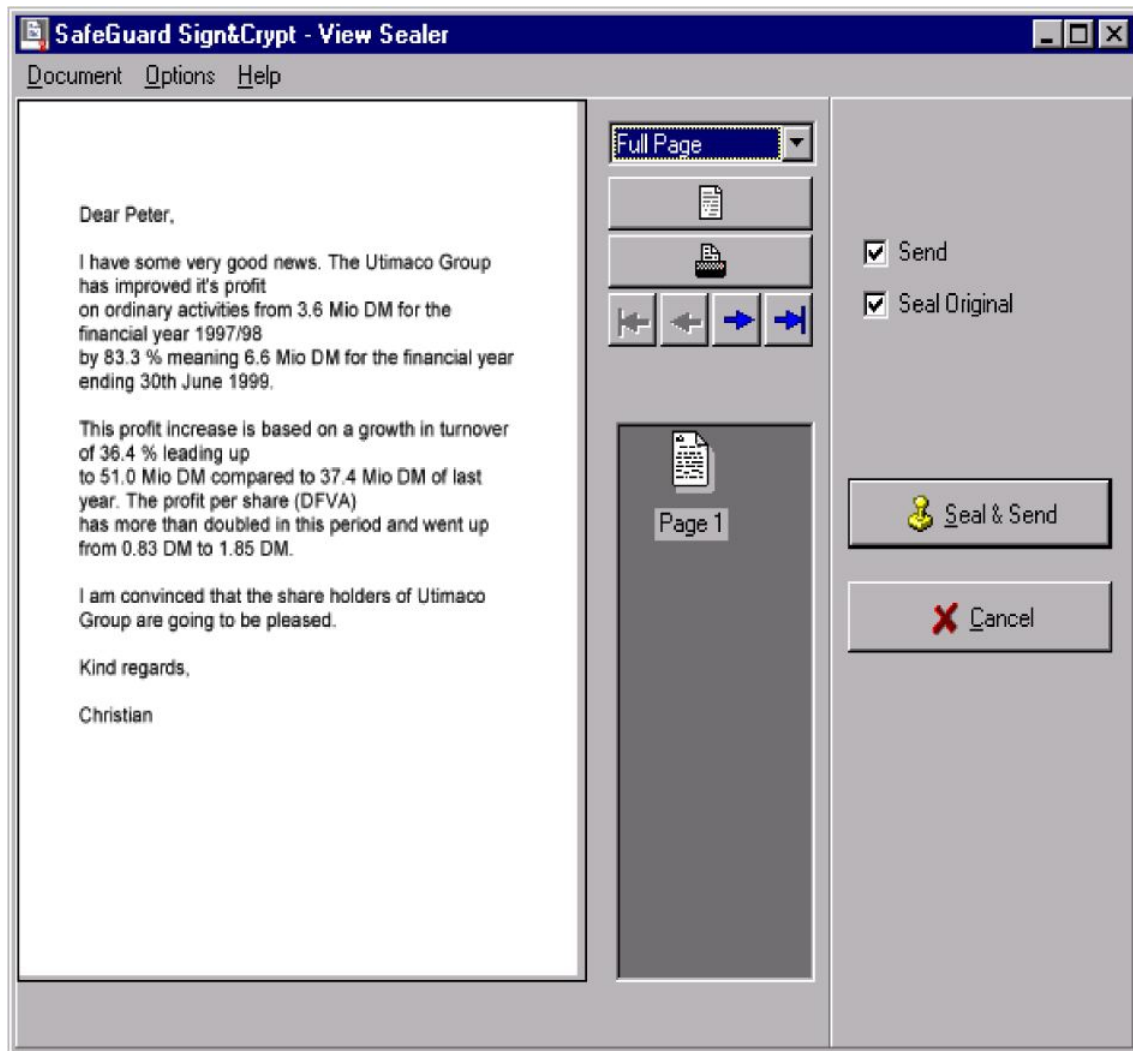 SafeGuard Sign&Crypt - View Sealer
Document Options Help
Dear Peter,
I have some very good news. The Utimaco Group
has improved it's profit
on ordinary activities from 3.6 Mio DM for the
financial year 1997/98
by 83.3 % meaning 6.6 Mio DM for the financial year
ending 30th June 1999.
This profit increase is based on a growth in turnover
of 36.4 % leading up
to 51.0 Mio DM compared to 37.4 Mio DM of last
year. The profit per share (DFVA)
has more than doubled in this period and went up
from 0.83 DM to 1.85 DM.
I am convinced that the share holders of Utimaco
Group are going to be pleased.
Kind regards,
Christian
Full Page
Page 1
Send
Seal Original
Seal & Send
Cancel